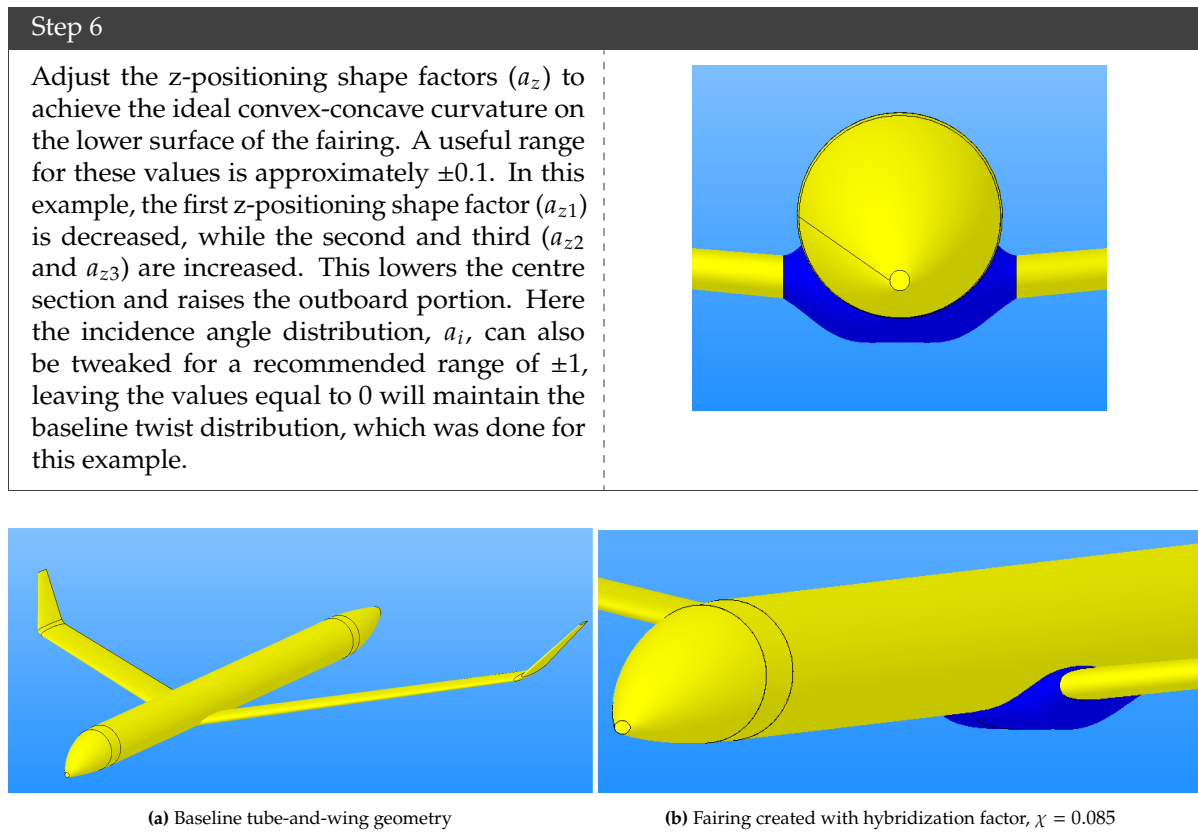 Step 6
Adjust the z-positioning shape factors (a_z) to
achieve the ideal convex-concave curvature on
the lower surface of the fairing. A useful range
for these values is approximately ±0.1. In this
example, the first z-positioning shape factor (a_z1)
is decreased, while the second and third (a_z2
and a_z3) are increased. This lowers the centre
section and raises the outboard portion. Here
the incidence angle distribution, a_i, can also
be tweaked for a recommended range of ±1,
leaving the values equal to 0 will maintain the
baseline twist distribution, which was done for
this example.
(a) Baseline tube-and-wing geometry
(b) Fairing created with hybridization factor, χ = 0.085